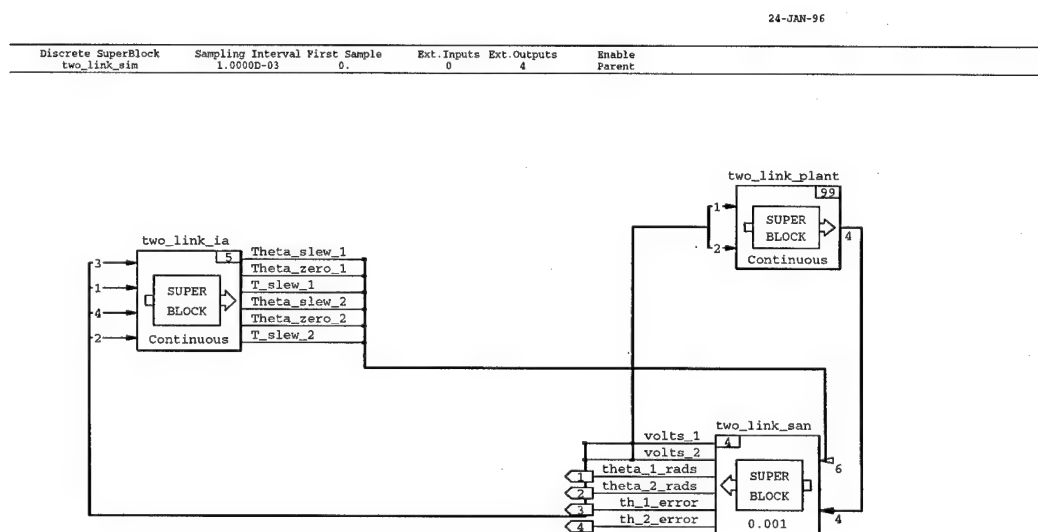 24-JAN-96
Discrete SuperBlock Sampling Interval First Sample Ext.Inputs Ext.Outputs Enable
two_link_sim 1.0000D-03 0. 0 4 Parent
two_link_plant
99
1
SUPER
BLOCK
2
4
Continuous
two_link_ia
5
3
1
SUPER
4
BLOCK
2
Continuous
Theta_slew_1
Theta_zero_1
T_slew_1
Theta_slew_2
Theta_zero_2
T_slew_2
two_link_san
4
volts_1
volts_2
1 theta_1_rads
2 theta_2_rads
3 th_1_error
4 th_2_error
SUPER
BLOCK
0.001
6
4